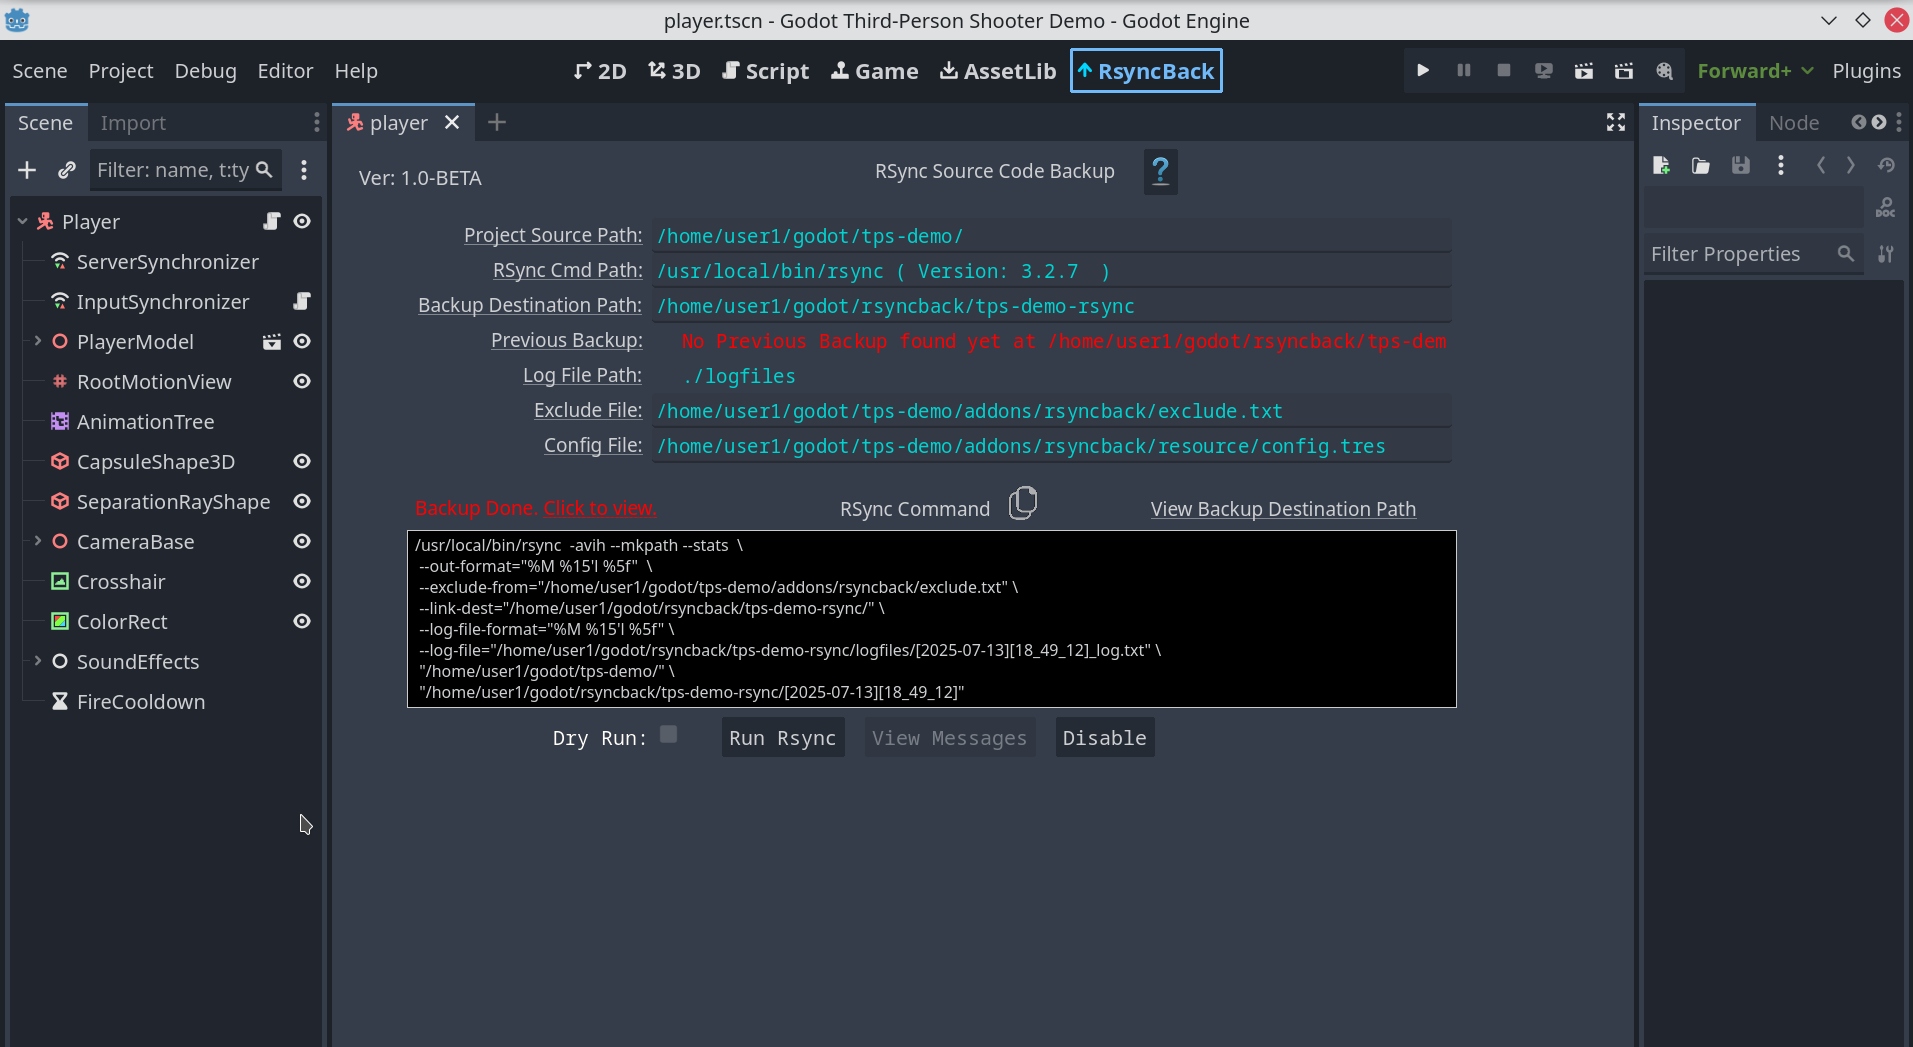 player.tscn - Godot Third-Person Shooter Demo - Godot Engine
Scene Project Debug Editor Help 2D 3D Script Game AssetLib RsyncBack Forward+ Plugins
Scene Import player Inspector Node
Filter: name, t:ty
Ver: 1.0-BETA RSync Source Code Backup ?
DOC
Filter Properties
Player
ServerSynchronizer
InputSynchronizer
PlayerModel
RootMotionView
AnimationTree
CapsuleShape3D
SeparationRayShape
CameraBase
Crosshair
ColorRect
SoundEffects
FireCooldown
Project Source Path: /home/user1/godot/tps-demo/
RSync Cmd Path: /usr/local/bin/rsync ( Version: 3.2.7  )
Backup Destination Path: /home/user1/godot/rsyncback/tps-demo-rsync
Previous Backup: No Previous Backup found yet at /home/user1/godot/rsyncback/tps-dem
Log File Path: ./logfiles
Exclude File: /home/user1/godot/tps-demo/addons/rsyncback/exclude.txt
Config File: /home/user1/godot/tps-demo/addons/rsyncback/resource/config.tres
Backup Done. Click to view. RSync Command View Backup Destination Path
/usr/local/bin/rsync  -avih --mkpath --stats  \
--out-format="%M %15'l %5f"  \
--exclude-from="/home/user1/godot/tps-demo/addons/rsyncback/exclude.txt" \
--link-dest="/home/user1/godot/rsyncback/tps-demo-rsync/" \
--log-file-format="%M %15'l %5f" \
--log-file="/home/user1/godot/rsyncback/tps-demo-rsync/logfiles/[2025-07-13][18_49_12]_log.txt" \
"/home/user1/godot/tps-demo/" \
"/home/user1/godot/rsyncback/tps-demo-rsync/[2025-07-13][18_49_12]"
Dry Run: Run Rsync View Messages Disable